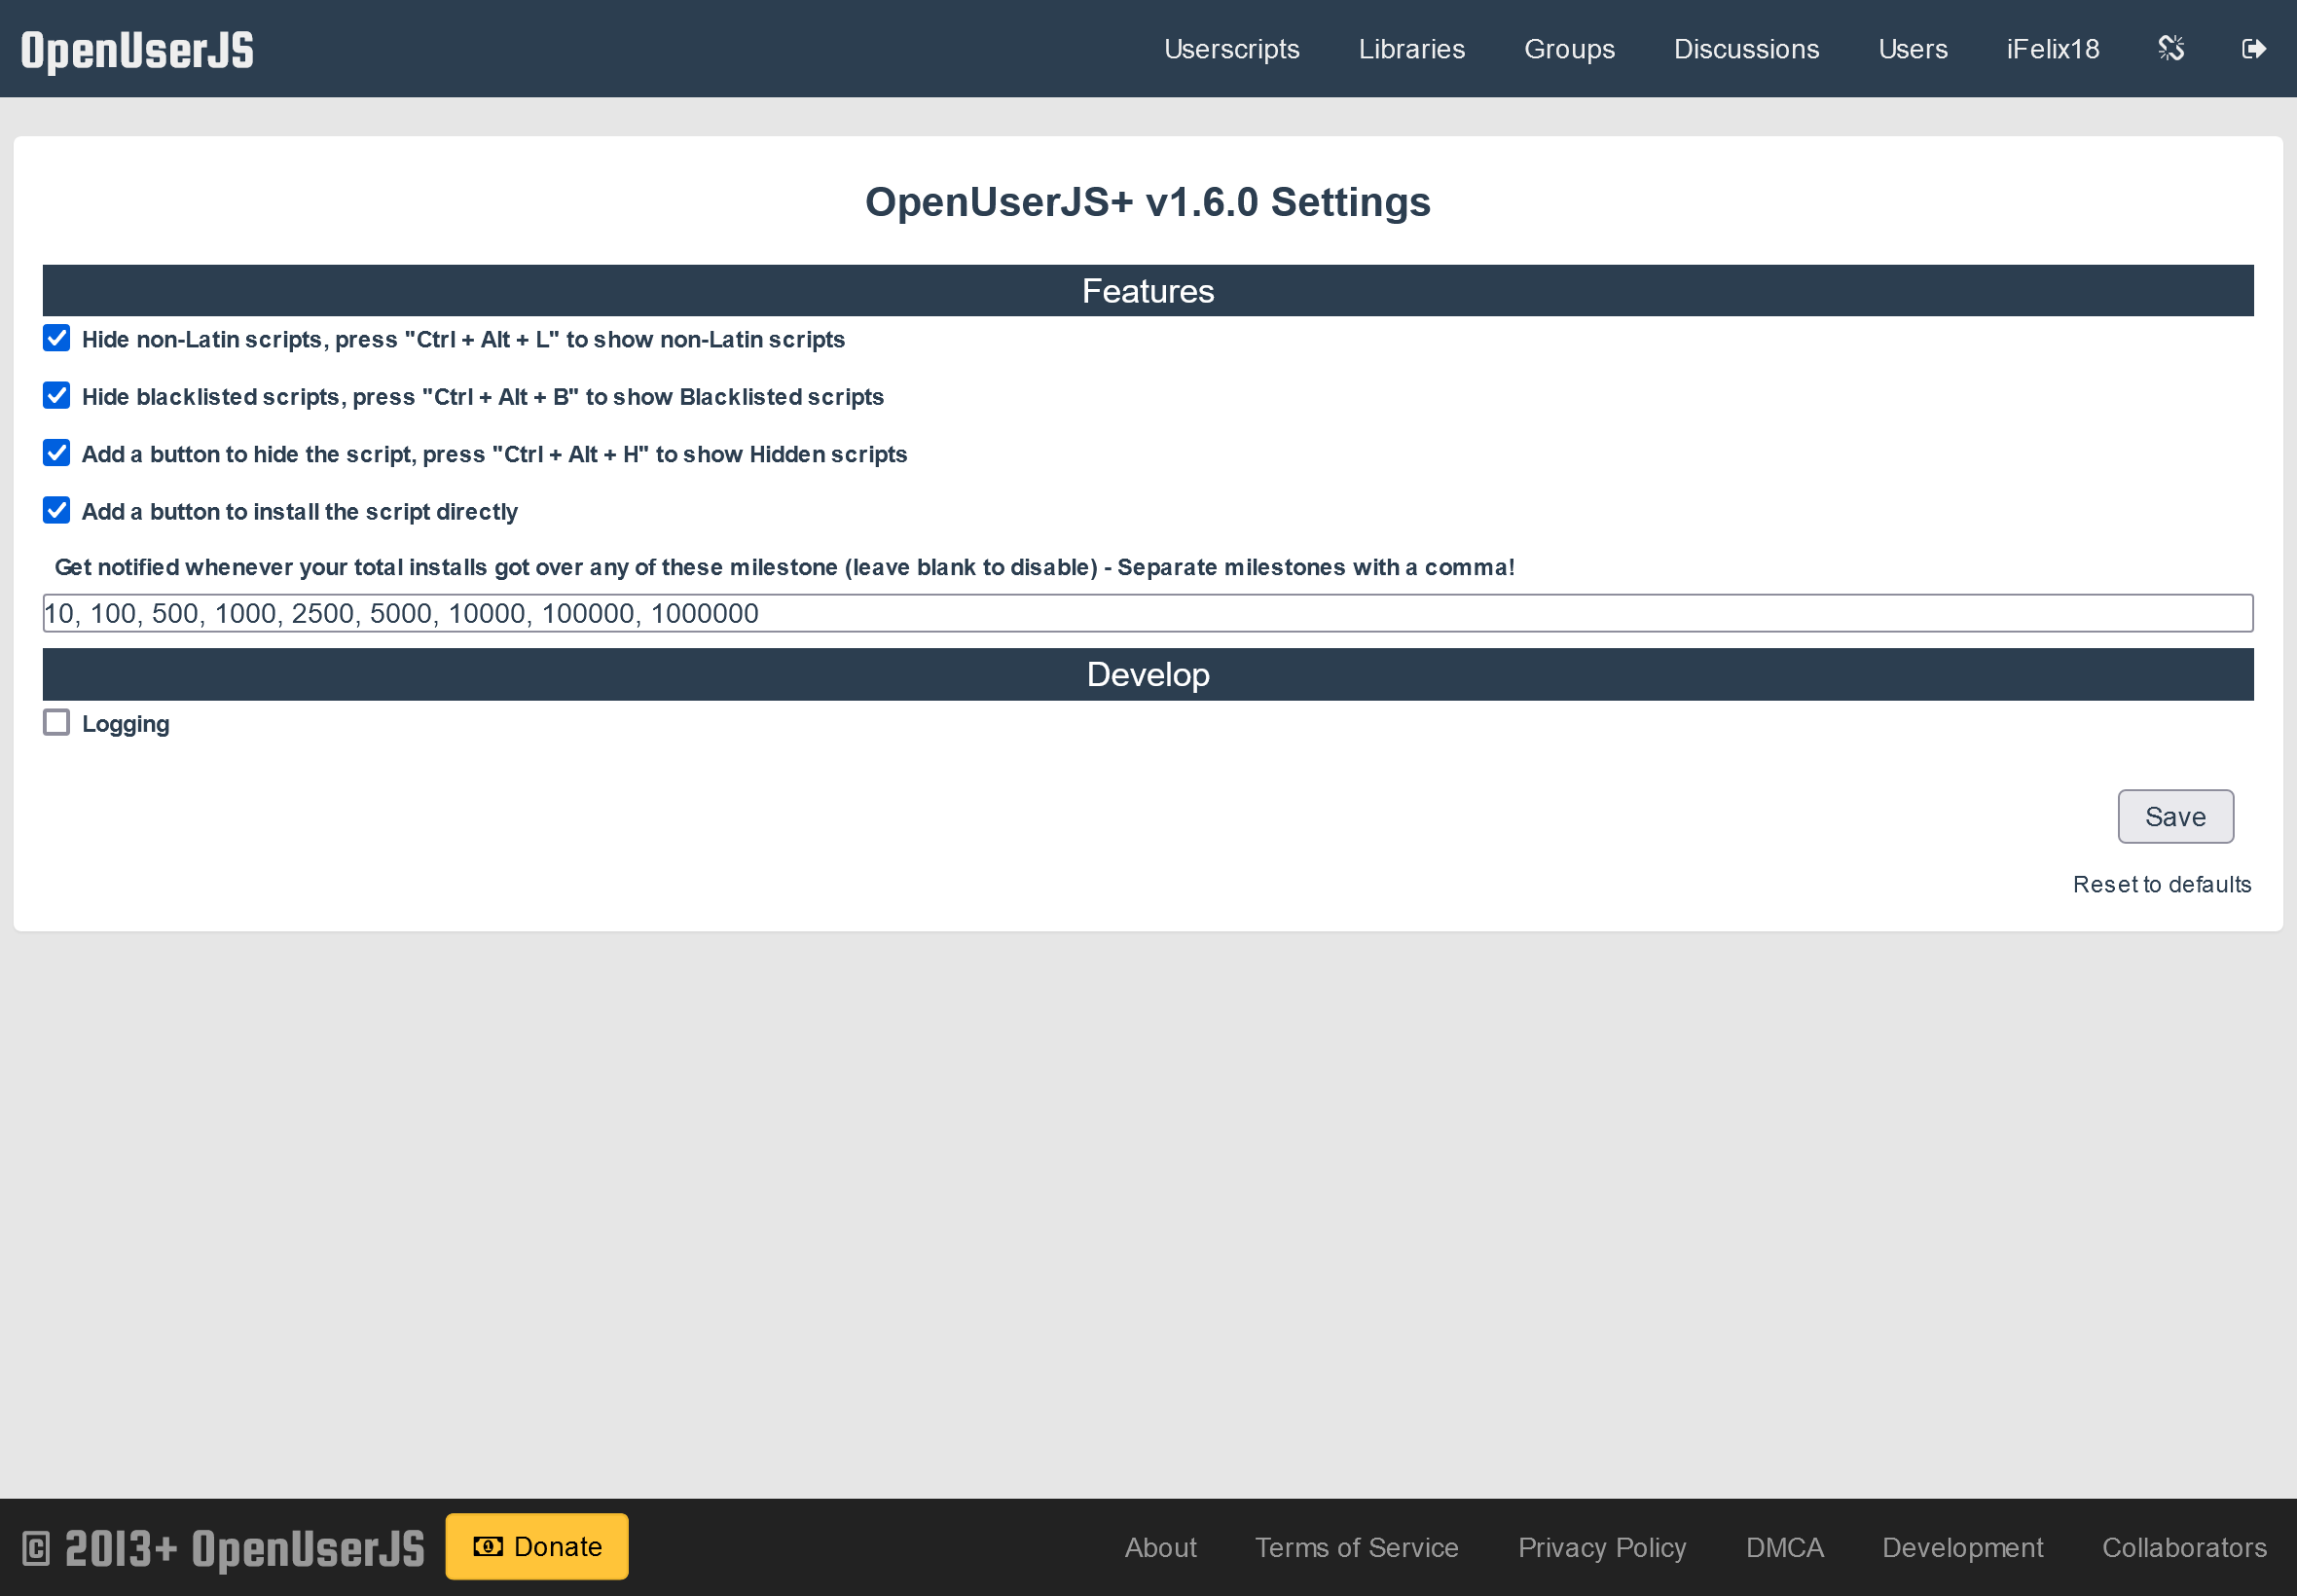 OpenUserJS
Userscripts Libraries Groups Discussions Users iFelix18
OpenUserJS+ v1.6.0 Settings
Features
Hide non-Latin scripts, press "Ctrl + Alt + L" to show non-Latin scripts
Hide blacklisted scripts, press "Ctrl + Alt + B" to show Blacklisted scripts
Add a button to hide the script, press "Ctrl + Alt + H" to show Hidden scripts
Add a button to install the script directly
Get notified whenever your total installs got over any of these milestone (leave blank to disable) - Separate milestones with a comma!
10, 100, 500, 1000, 2500, 5000, 10000, 100000, 1000000
Develop
Logging
Save
Reset to defaults
© 2013+ OpenUserJS Donate About Terms of Service Privacy Policy DMCA Development Collaborators